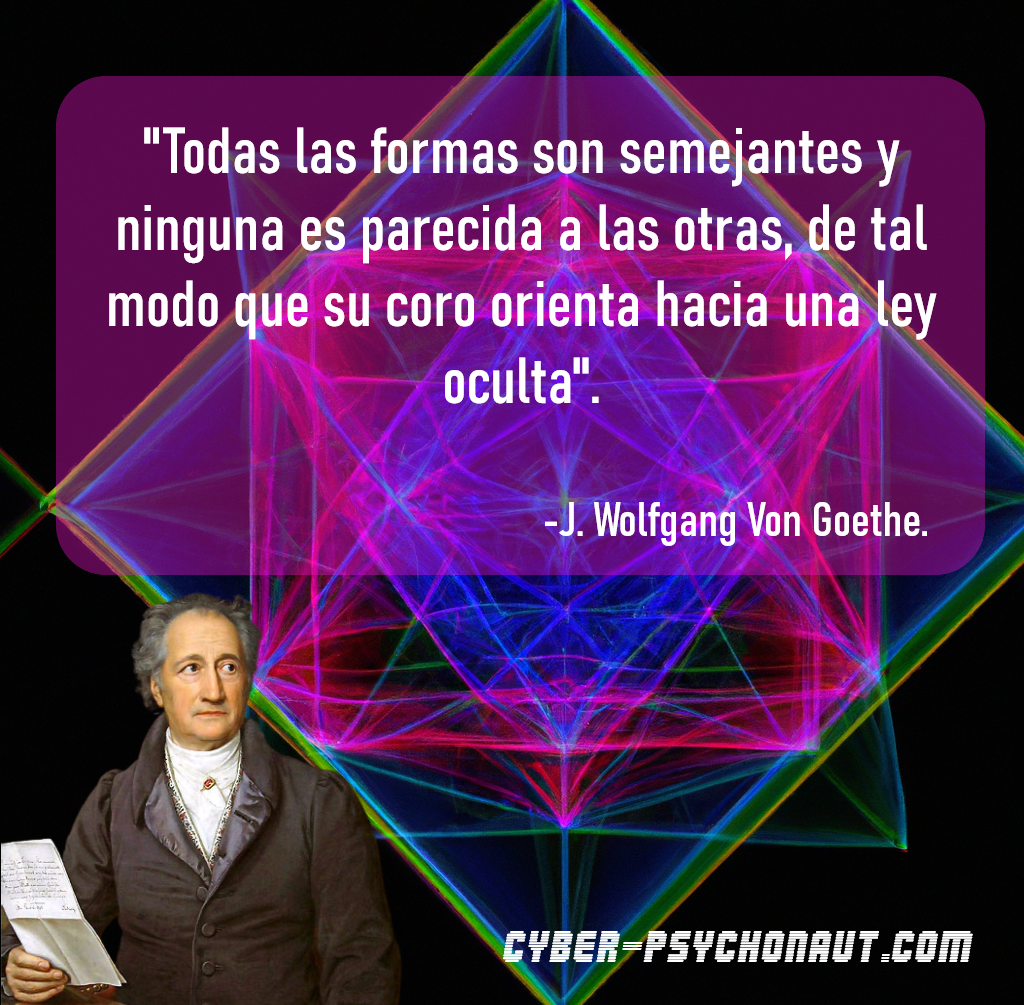 "Todas las formas son semejantes y
ninguna es parecida a las otras, de tal
modo que su coro orienta hacia una ley
oculta".
-J. Wolfgang Von Goethe.
CYBER-PSYCHONAUT.COM